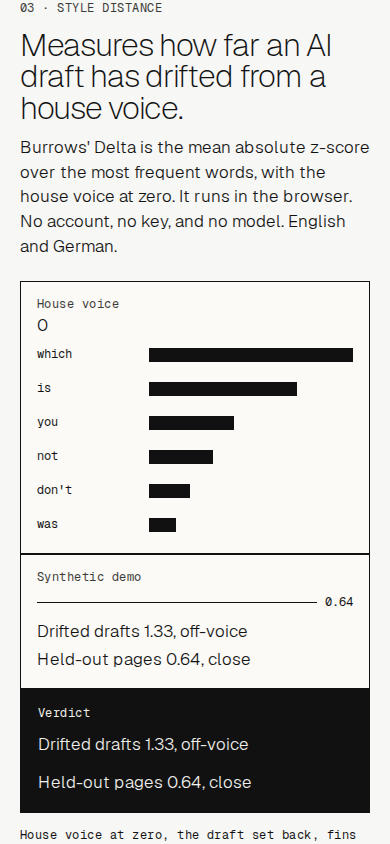 03 · STYLE DISTANCE
Measures how far an AI
draft has drifted from a
house voice.
Burrows' Delta is the mean absolute z-score
over the most frequent words, with the
house voice at zero. It runs in the browser.
No account, no key, and no model. English
and German.
House voice
0
which
is
you
not
don't
was
Synthetic demo
0.64
Drifted drafts 1.33, off-voice
Held-out pages 0.64, close
Verdict
Drifted drafts 1.33, off-voice
Held-out pages 0.64, close
House voice at zero, the draft set back, fins